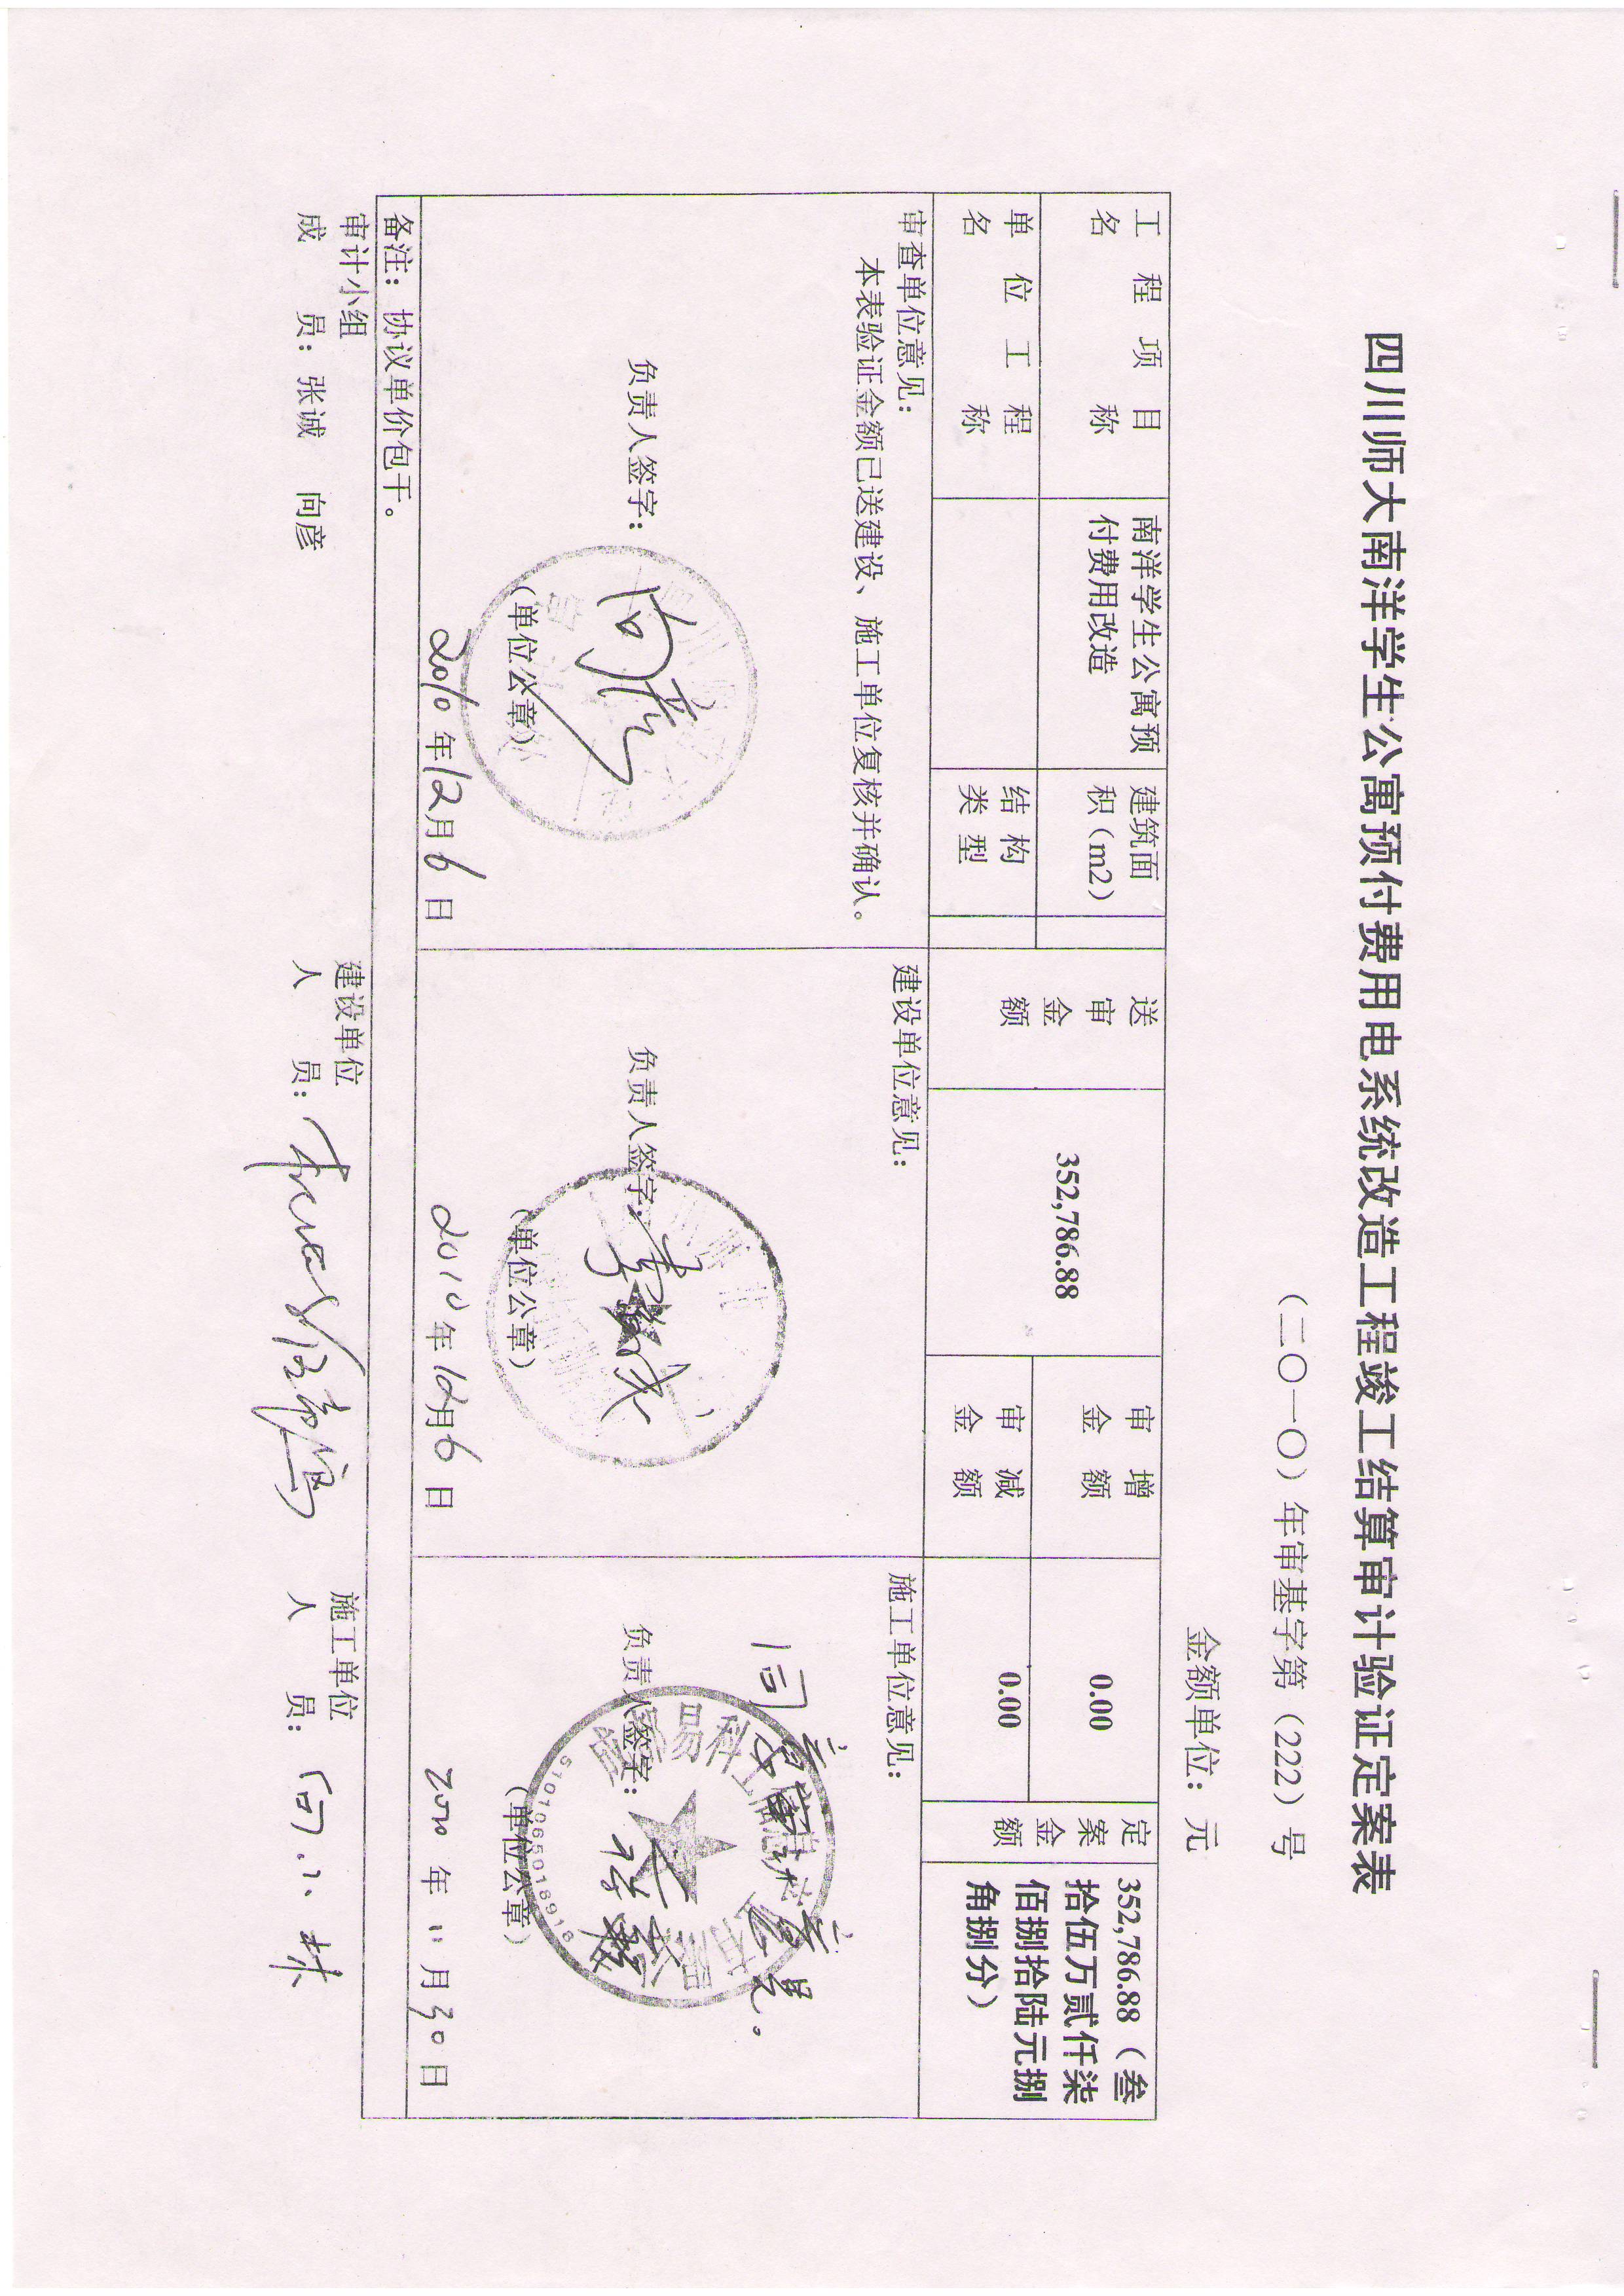 四川师大南洋学生公寓预付费用电系统改造工程竣工结算审计验证定案表
（二〇一〇）年审基字第（222）号
金额单位：元
工程项目名称
南洋学生公寓预付费用改造
建筑面积（m2）
送审金额
352,786.88
审增金额
0.00
定案金额
352,786.88（叁拾伍万贰仟柒佰捌拾陆元捌角捌分）
单位工程名称
结构类型
审减金额
0.00
审查单位意见：
本表验证金额已送建设、施工单位复核并确认。
负责人签字：
（单位公章）
2010年12月6日
建设单位意见：
负责人签字：
（单位公章）
2010年12月6日
施工单位意见：
同意审计意见。
负责人签字：
5101065018916
（单位公章）
2010年11月30日
备注：协议单价包干。
审计小组成员：张诚 向彦
建设单位人员：
施工单位人员：